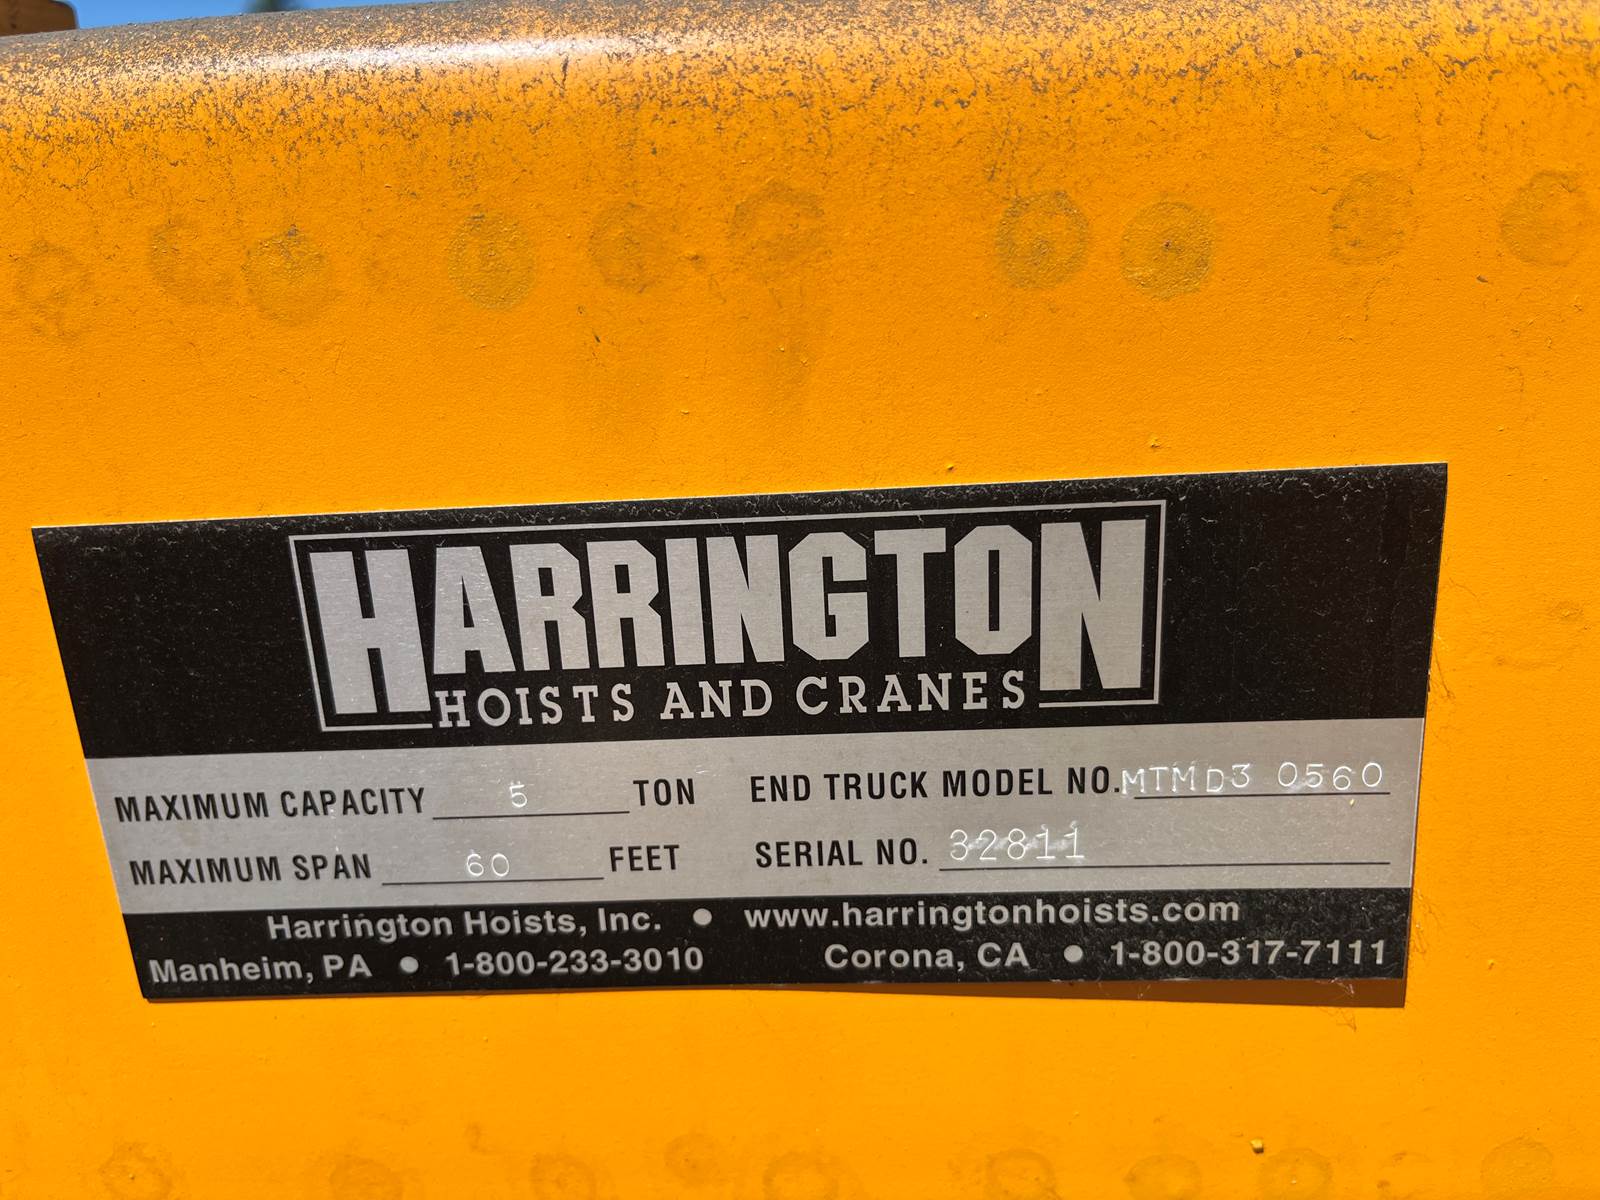 HARRINGTON
HOISTS AND CRANES
MAXIMUM CAPACITY 5 TON END TRUCK MODEL NO. MTMD3 0560
MAXIMUM SPAN 60 FEET SERIAL NO. 32811
Harrington Hoists, Inc. • www.harringtonhoists.com
Manheim, PA • 1-800-233-3010 Corona, CA • 1-800-317-7111